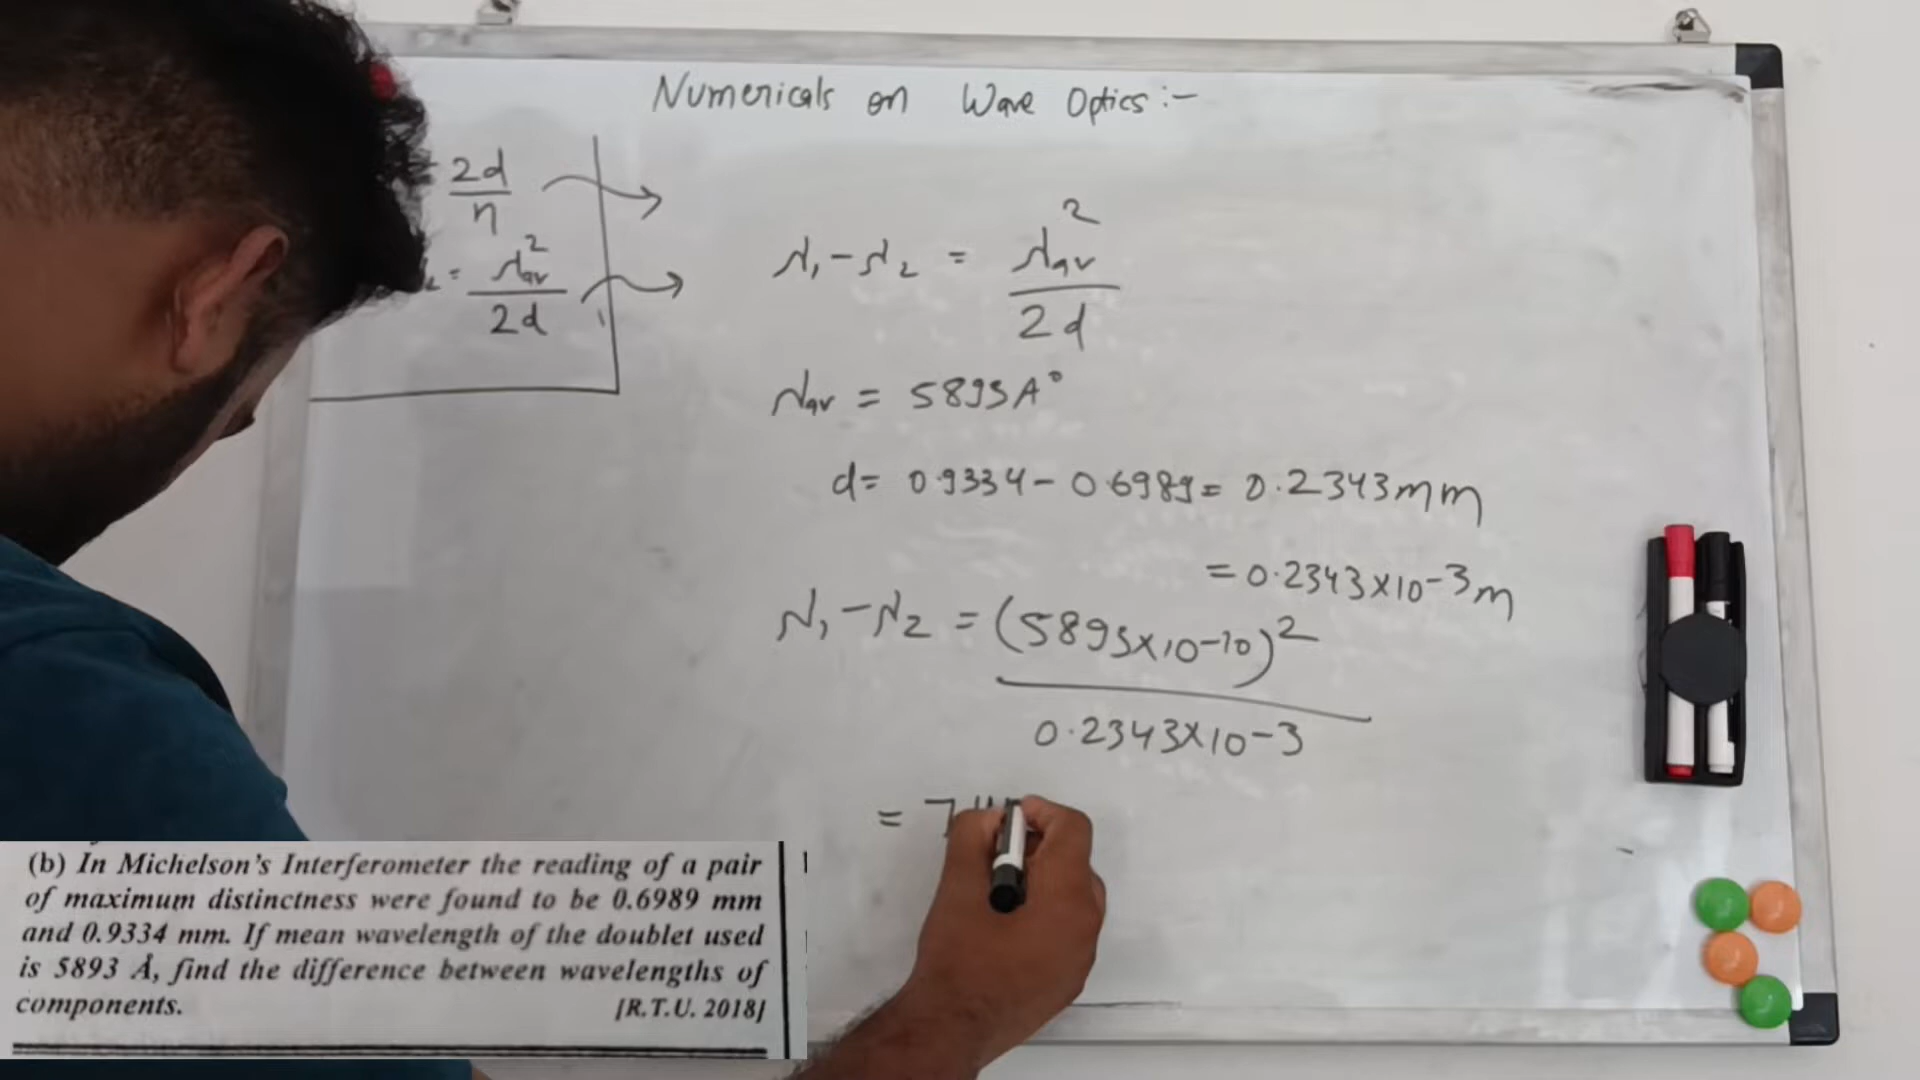 Numericals on Wave Optics :-
= 2d/n
2 = λav²/2d
λ₁-λ₂ = λav²/2d
λav = 5893A°
d= 0.9334 - 0.6989 = 0.2343mm
= 0.2343×10-3m
λ₁-λ₂ = (5893×10-10)²
0.2343×10-3
= 7.41
(b) In Michelson's Interferometer the reading of a pair
of maximum distinctness were found to be 0.6989 mm
and 0.9334 mm. If mean wavelength of the doublet used
is 5893 Å, find the difference between wavelengths of
components. [R.T.U. 2018]